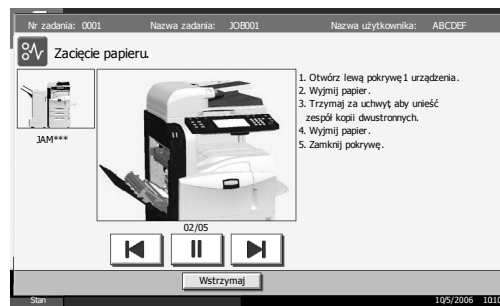 Nr zadania: 0001 Nazwa zadania: JOB001 Nazwa użytkownika: ABCDEF
Zacięcie papieru.
JAM***
02/05
1. Otwórz lewą pokrywę 1 urządzenia.
2. Wyjmij papier.
3. Trzymaj za uchwyt, aby unieść
zespół kopii dwustronnych.
4. Wyjmij papier.
5. Zamknij pokrywę.
Wstrzymaj
Stan 10/5/2006 10:10